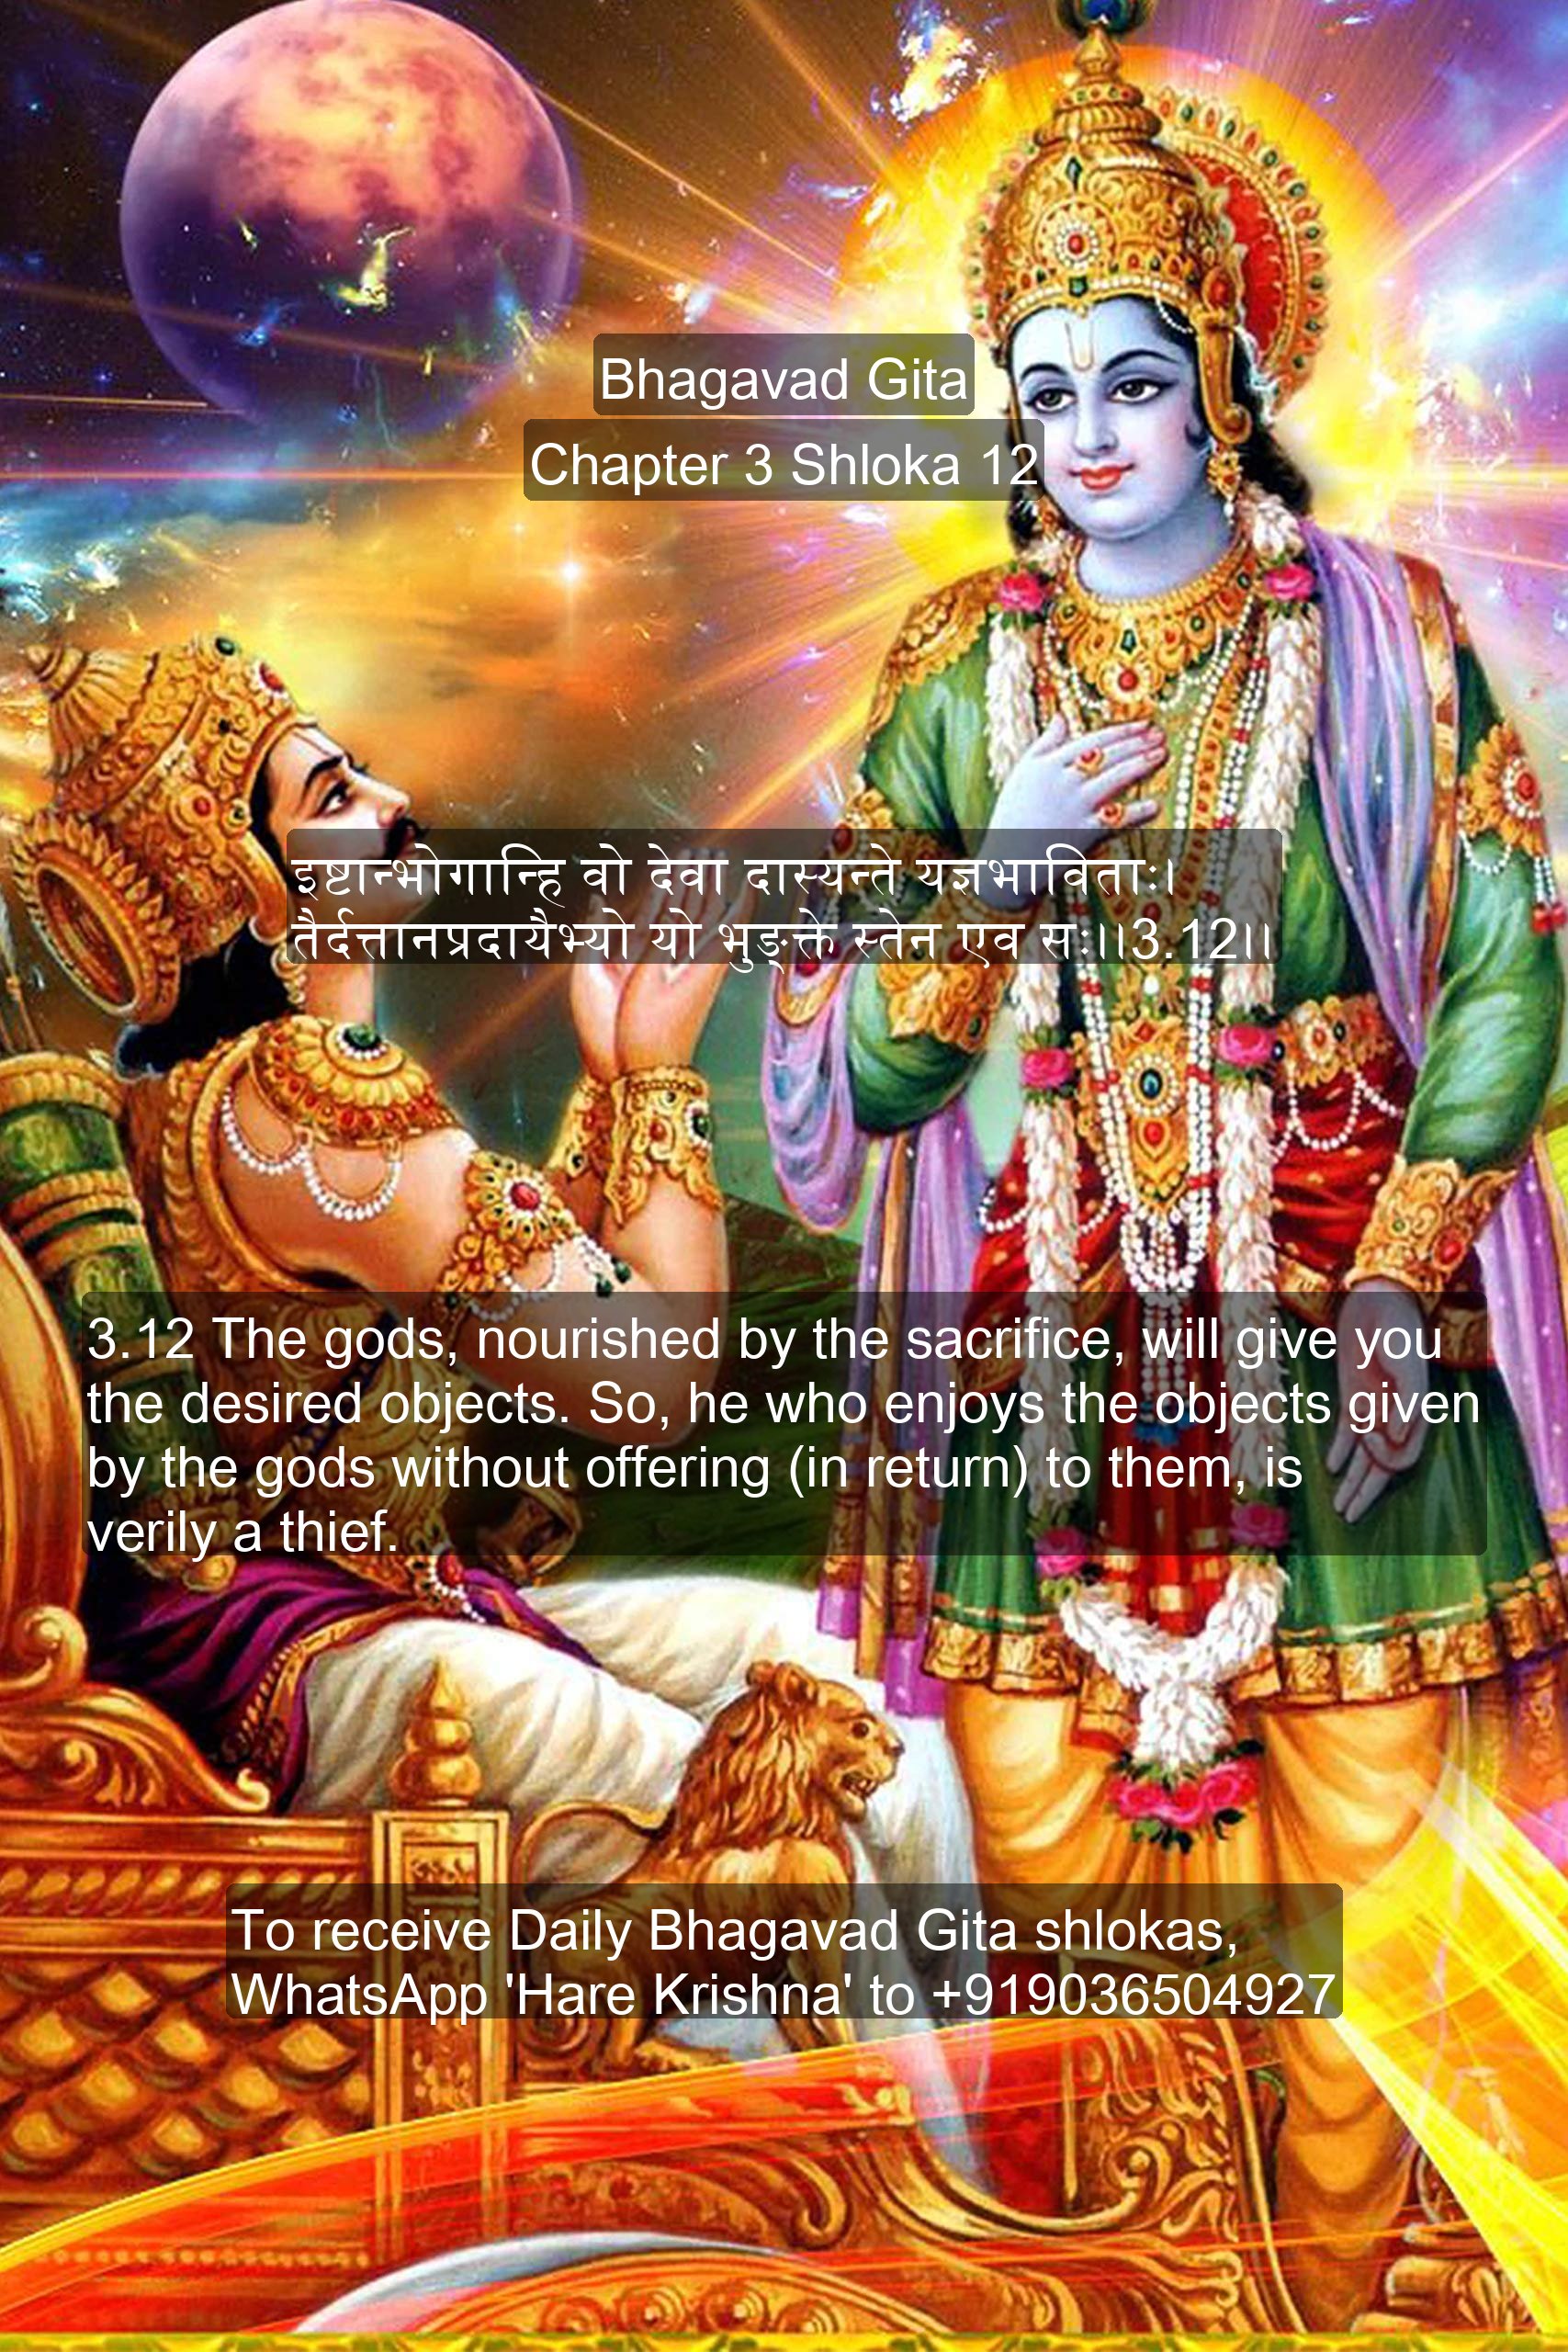 Bhagavad Gita
Chapter 3 Shloka 12
इष्टान्भोगान्हि वो देवा दास्यन्ते यज्ञभाविताः।
तैर्दत्तानप्रदायैभ्यो यो भुङ्क्ते स्तेन एव सः।।3.12।।
3.12 The gods, nourished by the sacrifice, will give you
the desired objects. So, he who enjoys the objects given
by the gods without offering (in return) to them, is
verily a thief.
To receive Daily Bhagavad Gita shlokas,
WhatsApp 'Hare Krishna' to +919036504927